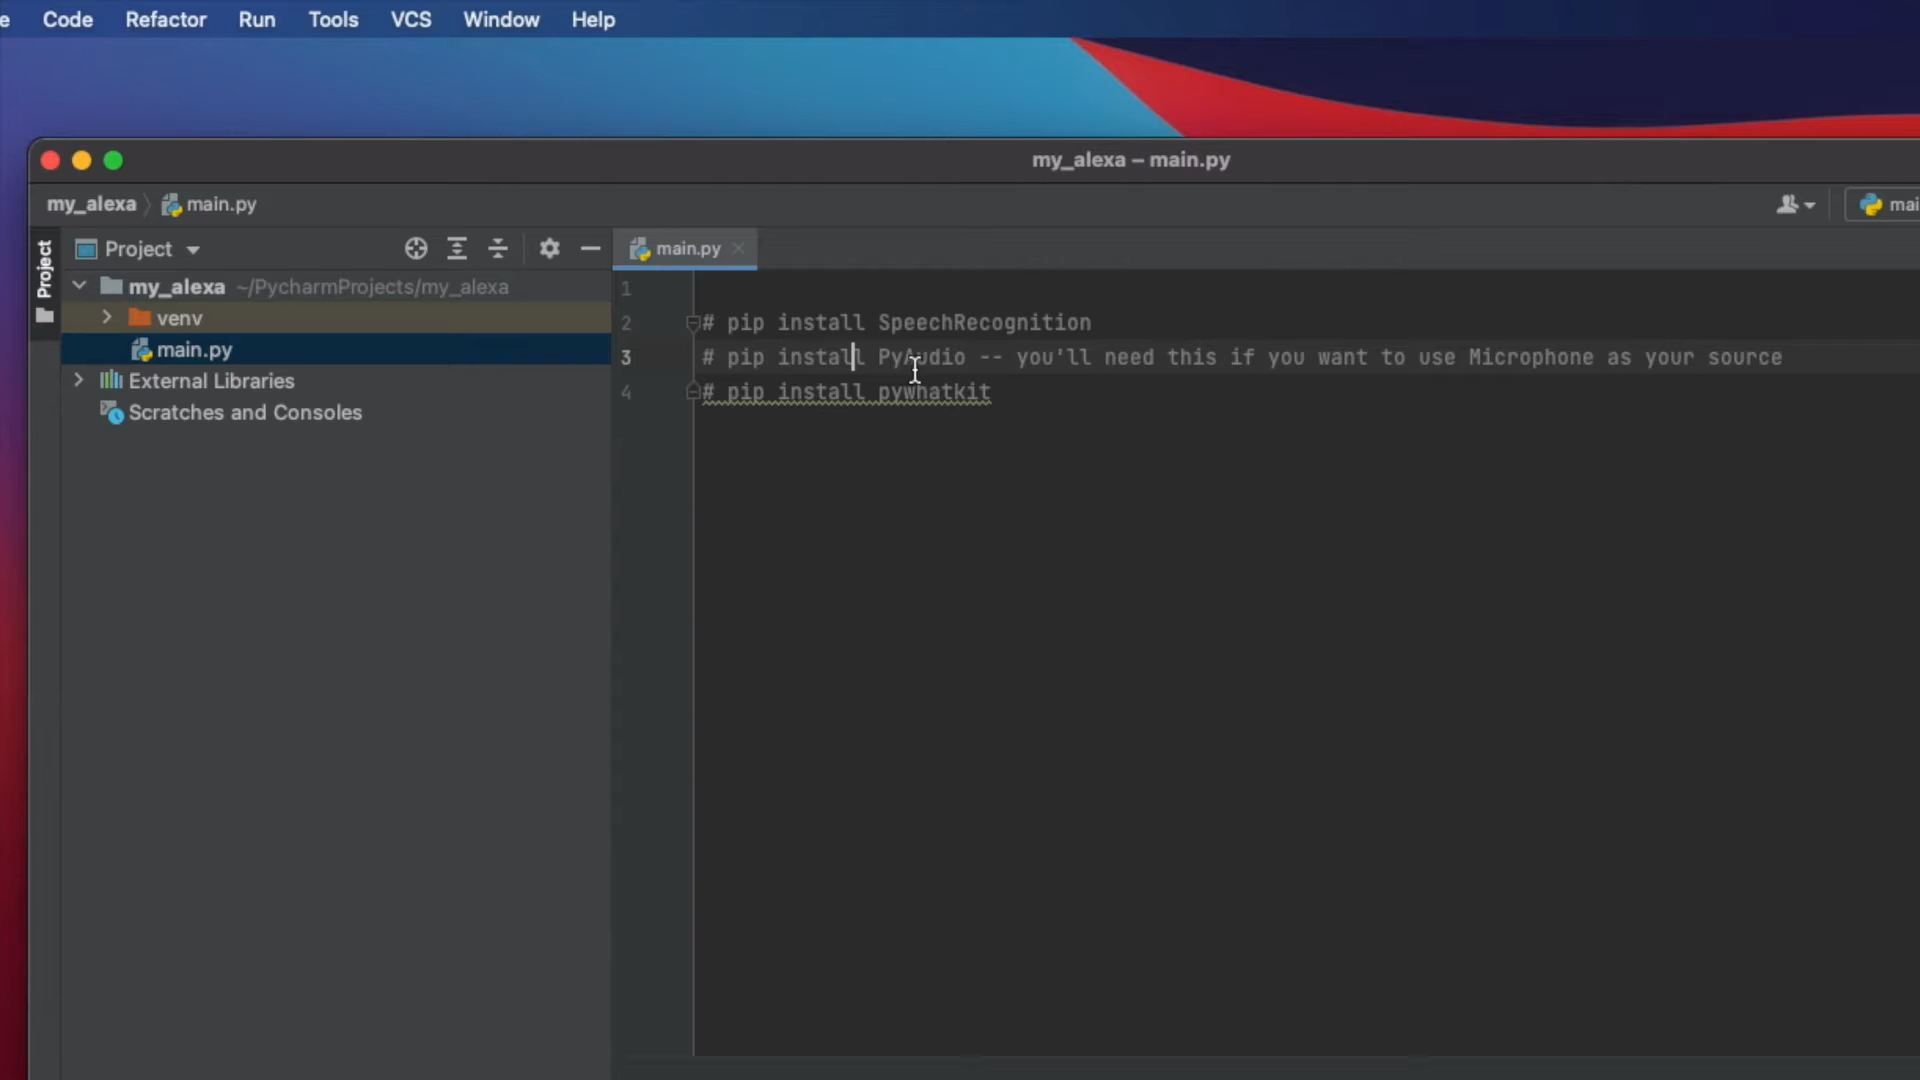 Code Refactor Run Tools VCS Window Help
my_alexa – main.py
my_alexa main.py
Project
Project
main.py
my_alexa ~/PycharmProjects/my_alexa
venv
main.py
External Libraries
Scratches and Consoles
1
2 # pip install SpeechRecognition
3 # pip install PyAudio -- you'll need this if you want to use Microphone as your source
4 # pip install pywhatkit